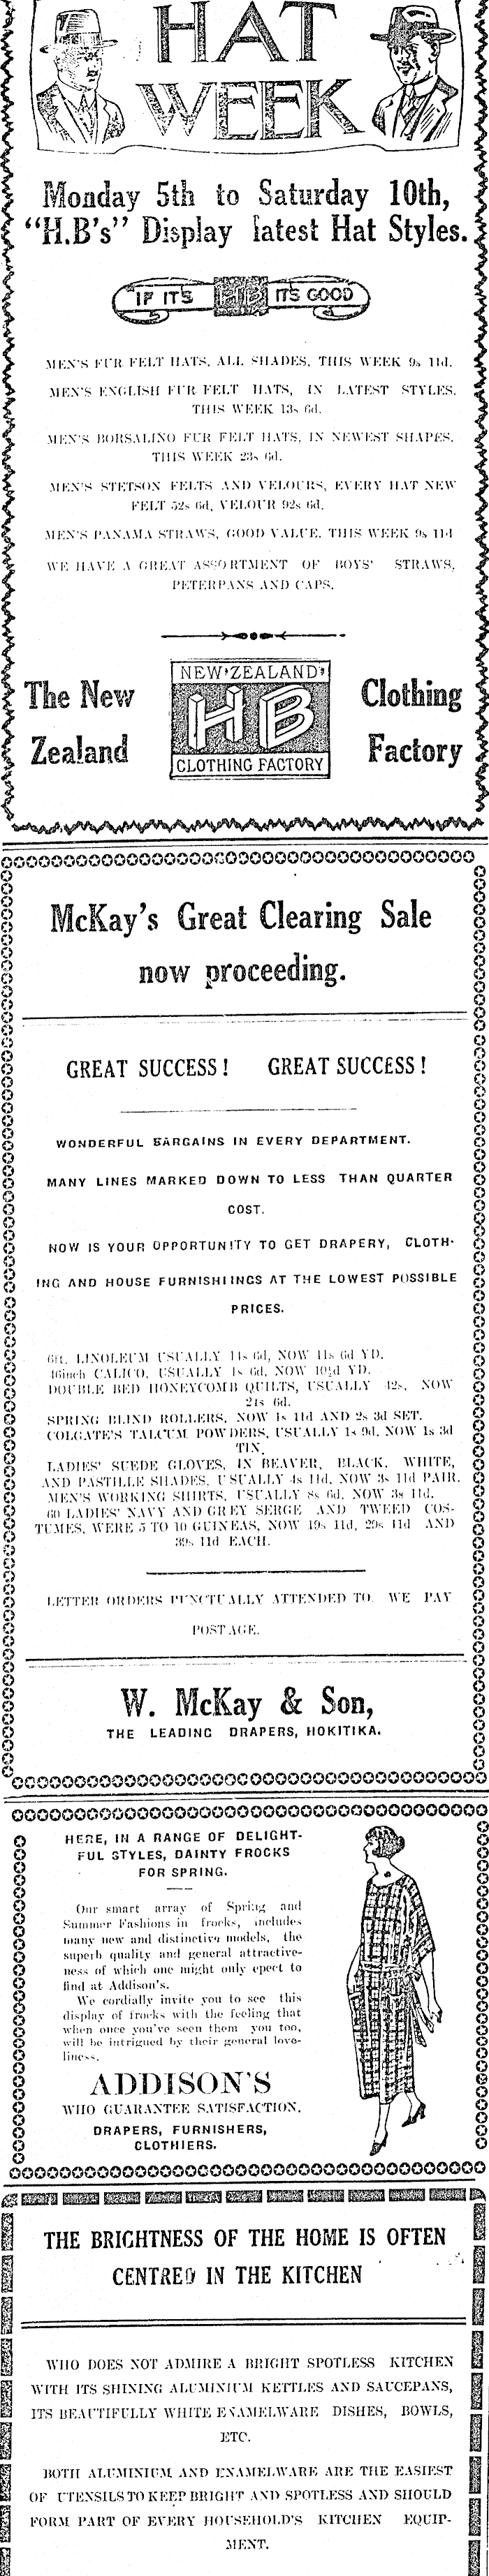 HAT
WEEK
Monday 5th to Saturday 10th,
"H.B's" Display latest Hat Styles.
"IF IT'S HB ITS GOOD
MEN'S FUR FELT HATS, ALL SHADES, THIS WEEK 9s 11d.
MEN'S ENGLISH FUR FELT HATS, IN LATEST STYLES,
THIS WEEK 13s 6d.
MEN'S BORSALINO FUR FELT HATS, IN NEWEST SHAPES,
THIS WEEK 23s 6d.
MEN'S STETSON FELTS AND VELOURS, EVERY HAT NEW
FELT 52s 6d, VELOUR 92s 6d.
MEN'S PANAMA STRAWS, GOOD VALUE, THIS WEEK 9s 11d
WE HAVE A GREAT ASSORTMENT OF BOYS' STRAWS,
PETERPANS AND CAPS.
The New
Zealand
NEW ZEALAND
HB
CLOTHING FACTORY
Clothing
Factory
McKay's Great Clearing Sale
now proceeding.
GREAT SUCCESS! GREAT SUCCESS!
WONDERFUL BARGAINS IN EVERY DEPARTMENT.
MANY LINES MARKED DOWN TO LESS THAN QUARTER
COST.
NOW IS YOUR OPPORTUNITY TO GET DRAPERY, CLOTH-
ING AND HOUSE FURNISHIINGS AT THE LOWEST POSSIBLE
PRICES.
6ft. LINOLEUM USUALLY 14s 6d, NOW 11s 6d YD.
46inch CALICO, USUALLY 1s 6d, NOW 10½d YD.
DOUBLE BED HONEYCOMB QUILTS, USUALLY 42s, NOW
21s 6d.
SPRING BLIND ROLLERS, NOW 1s 11d AND 2s 3d SET.
COLGATE'S TALCUM POWDERS, USUALLY 1s 9d, NOW 1s 3d
TIN.
LADIES' SUEDE GLOVES, IN BEAVER, BLACK, WHITE,
AND PASTILLE SHADES, USUALLY 4s 11d, NOW 3s 11d PAIR.
MEN'S WORKING SHIRTS, USUALLY 8s 6d, NOW 3s 11d.
60 LADIES' NAVY AND GREY SERGE AND TWEED COS-
TUMES, WERE 5 TO 10 GUINEAS, NOW 19s 11d, 29s 11d AND
39s 11d EACH.
LETTER ORDERS PUNCTUALLY ATTENDED TO. WE PAY
POSTAGE.
W. McKay & Son,
THE LEADING DRAPERS, HOKITIKA.
HERE, IN A RANGE OF DELIGHT-
FUL STYLES, DAINTY FROCKS
FOR SPRING.
Our smart array of Spring and
Summer Fashions in frocks, includes
many new and distinctive models, the
superb quality and general attractive-
ness of which one might only epect to
find at Addison's.
We cordially invite you to see this
display of frocks with the feeling that
when once you've seen them you too,
will be intrigued by their general love-
liness.
ADDISON'S
WHO GUARANTEE SATISFACTION.
DRAPERS, FURNISHERS,
CLOTHIERS.
THE BRIGHTNESS OF THE HOME IS OFTEN
CENTRED IN THE KITCHEN
WHO DOES NOT ADMIRE A BRIGHT SPOTLESS KITCHEN
WITH ITS SHINING ALUMINIUM KETTLES AND SAUCEPANS,
ITS BEAUTIFULLY WHITE ENAMELWARE DISHES, BOWLS,
ETC.
BOTH ALUMINIUM AND ENAMELWARE ARE THE EASIEST
OF UTENSILS TO KEEP BRIGHT AND SPOTLESS AND SHOULD
FORM PART OF EVERY HOUSEHOLD'S KITCHEN EQUIP-
MENT.